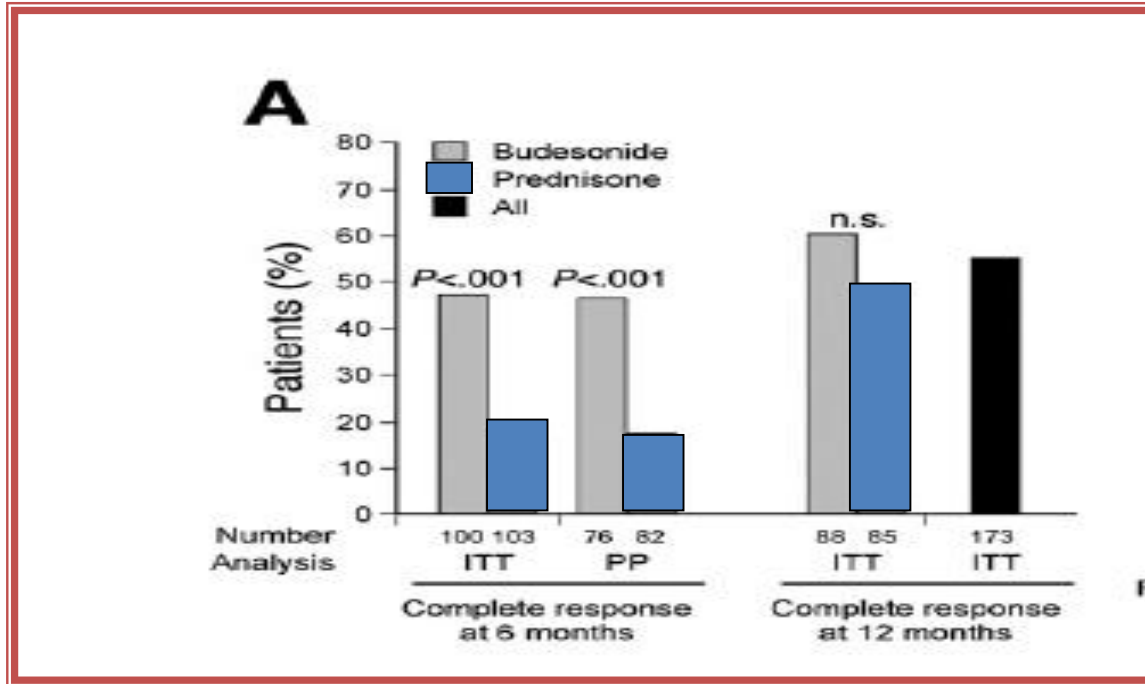 A
80
70
60
50
40
30
20
10
0
Patients (%)
Budesonide
Prednisone
All
P<.001 P<.001
n.s.
Number 100 103 76 82 88 85 173
Analysis ITT PP ITT ITT
Complete response Complete response
at 6 months at 12 months